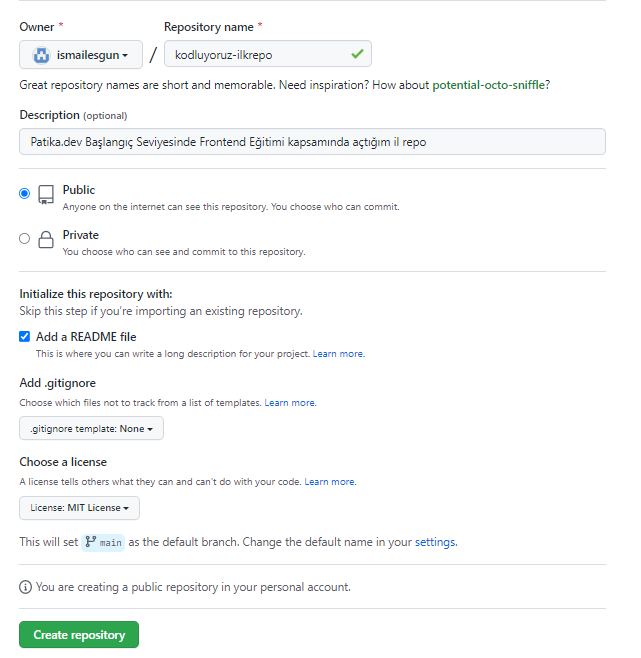 Owner * Repository name *
ismailesgun / kodluyoruz-ilkrepo
Great repository names are short and memorable. Need inspiration? How about potential-octo-sniffle?
Description (optional)
Patika.dev Başlangıç Seviyesinde Frontend Eğitimi kapsamında açtığım il repo
Public
Anyone on the internet can see this repository. You choose who can commit.
Private
You choose who can see and commit to this repository.
Initialize this repository with:
Skip this step if you're importing an existing repository.
Add a README file
This is where you can write a long description for your project. Learn more.
Add .gitignore
Choose which files not to track from a list of templates. Learn more.
.gitignore template: None
Choose a license
A license tells others what they can and can't do with your code. Learn more.
License: MIT License
This will set main as the default branch. Change the default name in your settings.
You are creating a public repository in your personal account.
Create repository